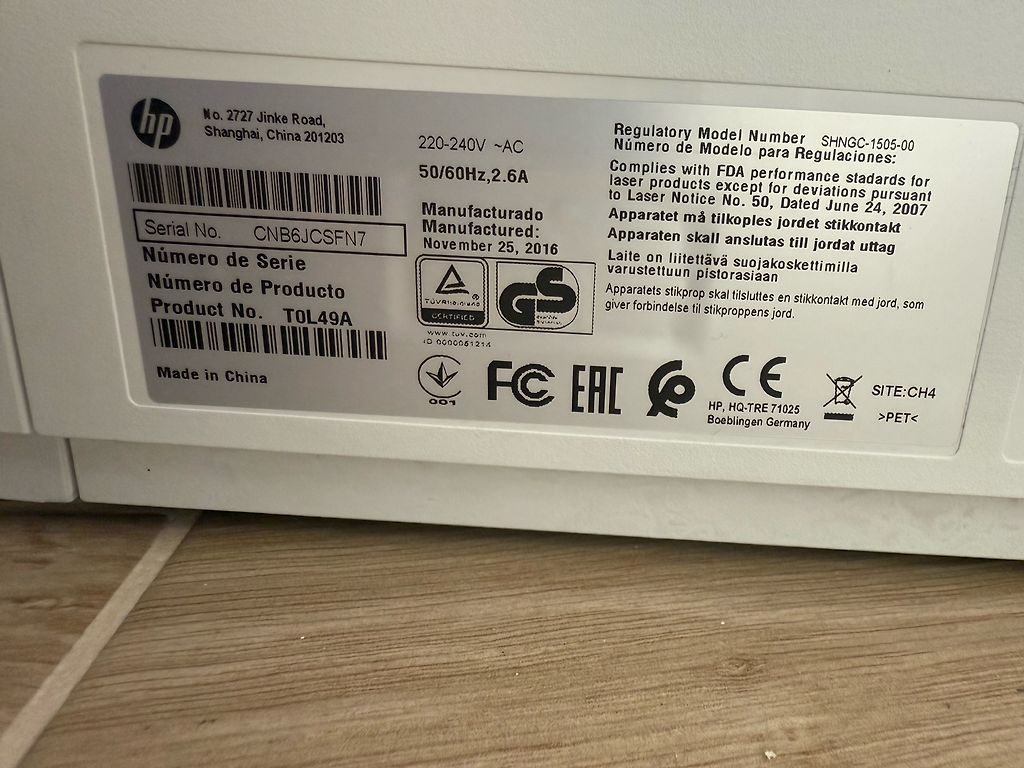 hp
No. 2727 Jinke Road,
Shanghai, China 201203
Serial No. CNB6JCSFN7
Número de Serie
Número de Producto
Product No. T0L49A
Made in China
220-240V ~AC
50/60Hz,2.6A
Manufacturado
Manufactured:
November 25, 2016
TÜVRheinland
CERTIFIED
GS
www.tuv.com
ID 0000051214
001
FC
EAC
CE
HP, HQ-TRE 71025
Boeblingen Germany
Regulatory Model Number SHNGC-1505-00
Número de Modelo para Regulaciones:
Complies with FDA performance stadards for
laser products except for deviations pursuant
to Laser Notice No. 50, Dated June 24, 2007
Apparatet må tilkoples jordet stikkontakt
Apparaten skall anslutas till jordat uttag
Laite on liitettävä suojakoskettimilla
varustettuun pistorasiaan
Apparatets stikprop skal tilsluttes en stikkontakt med jord, som
giver forbindelse til stikproppens jord.
SITE:CH4
>PET<